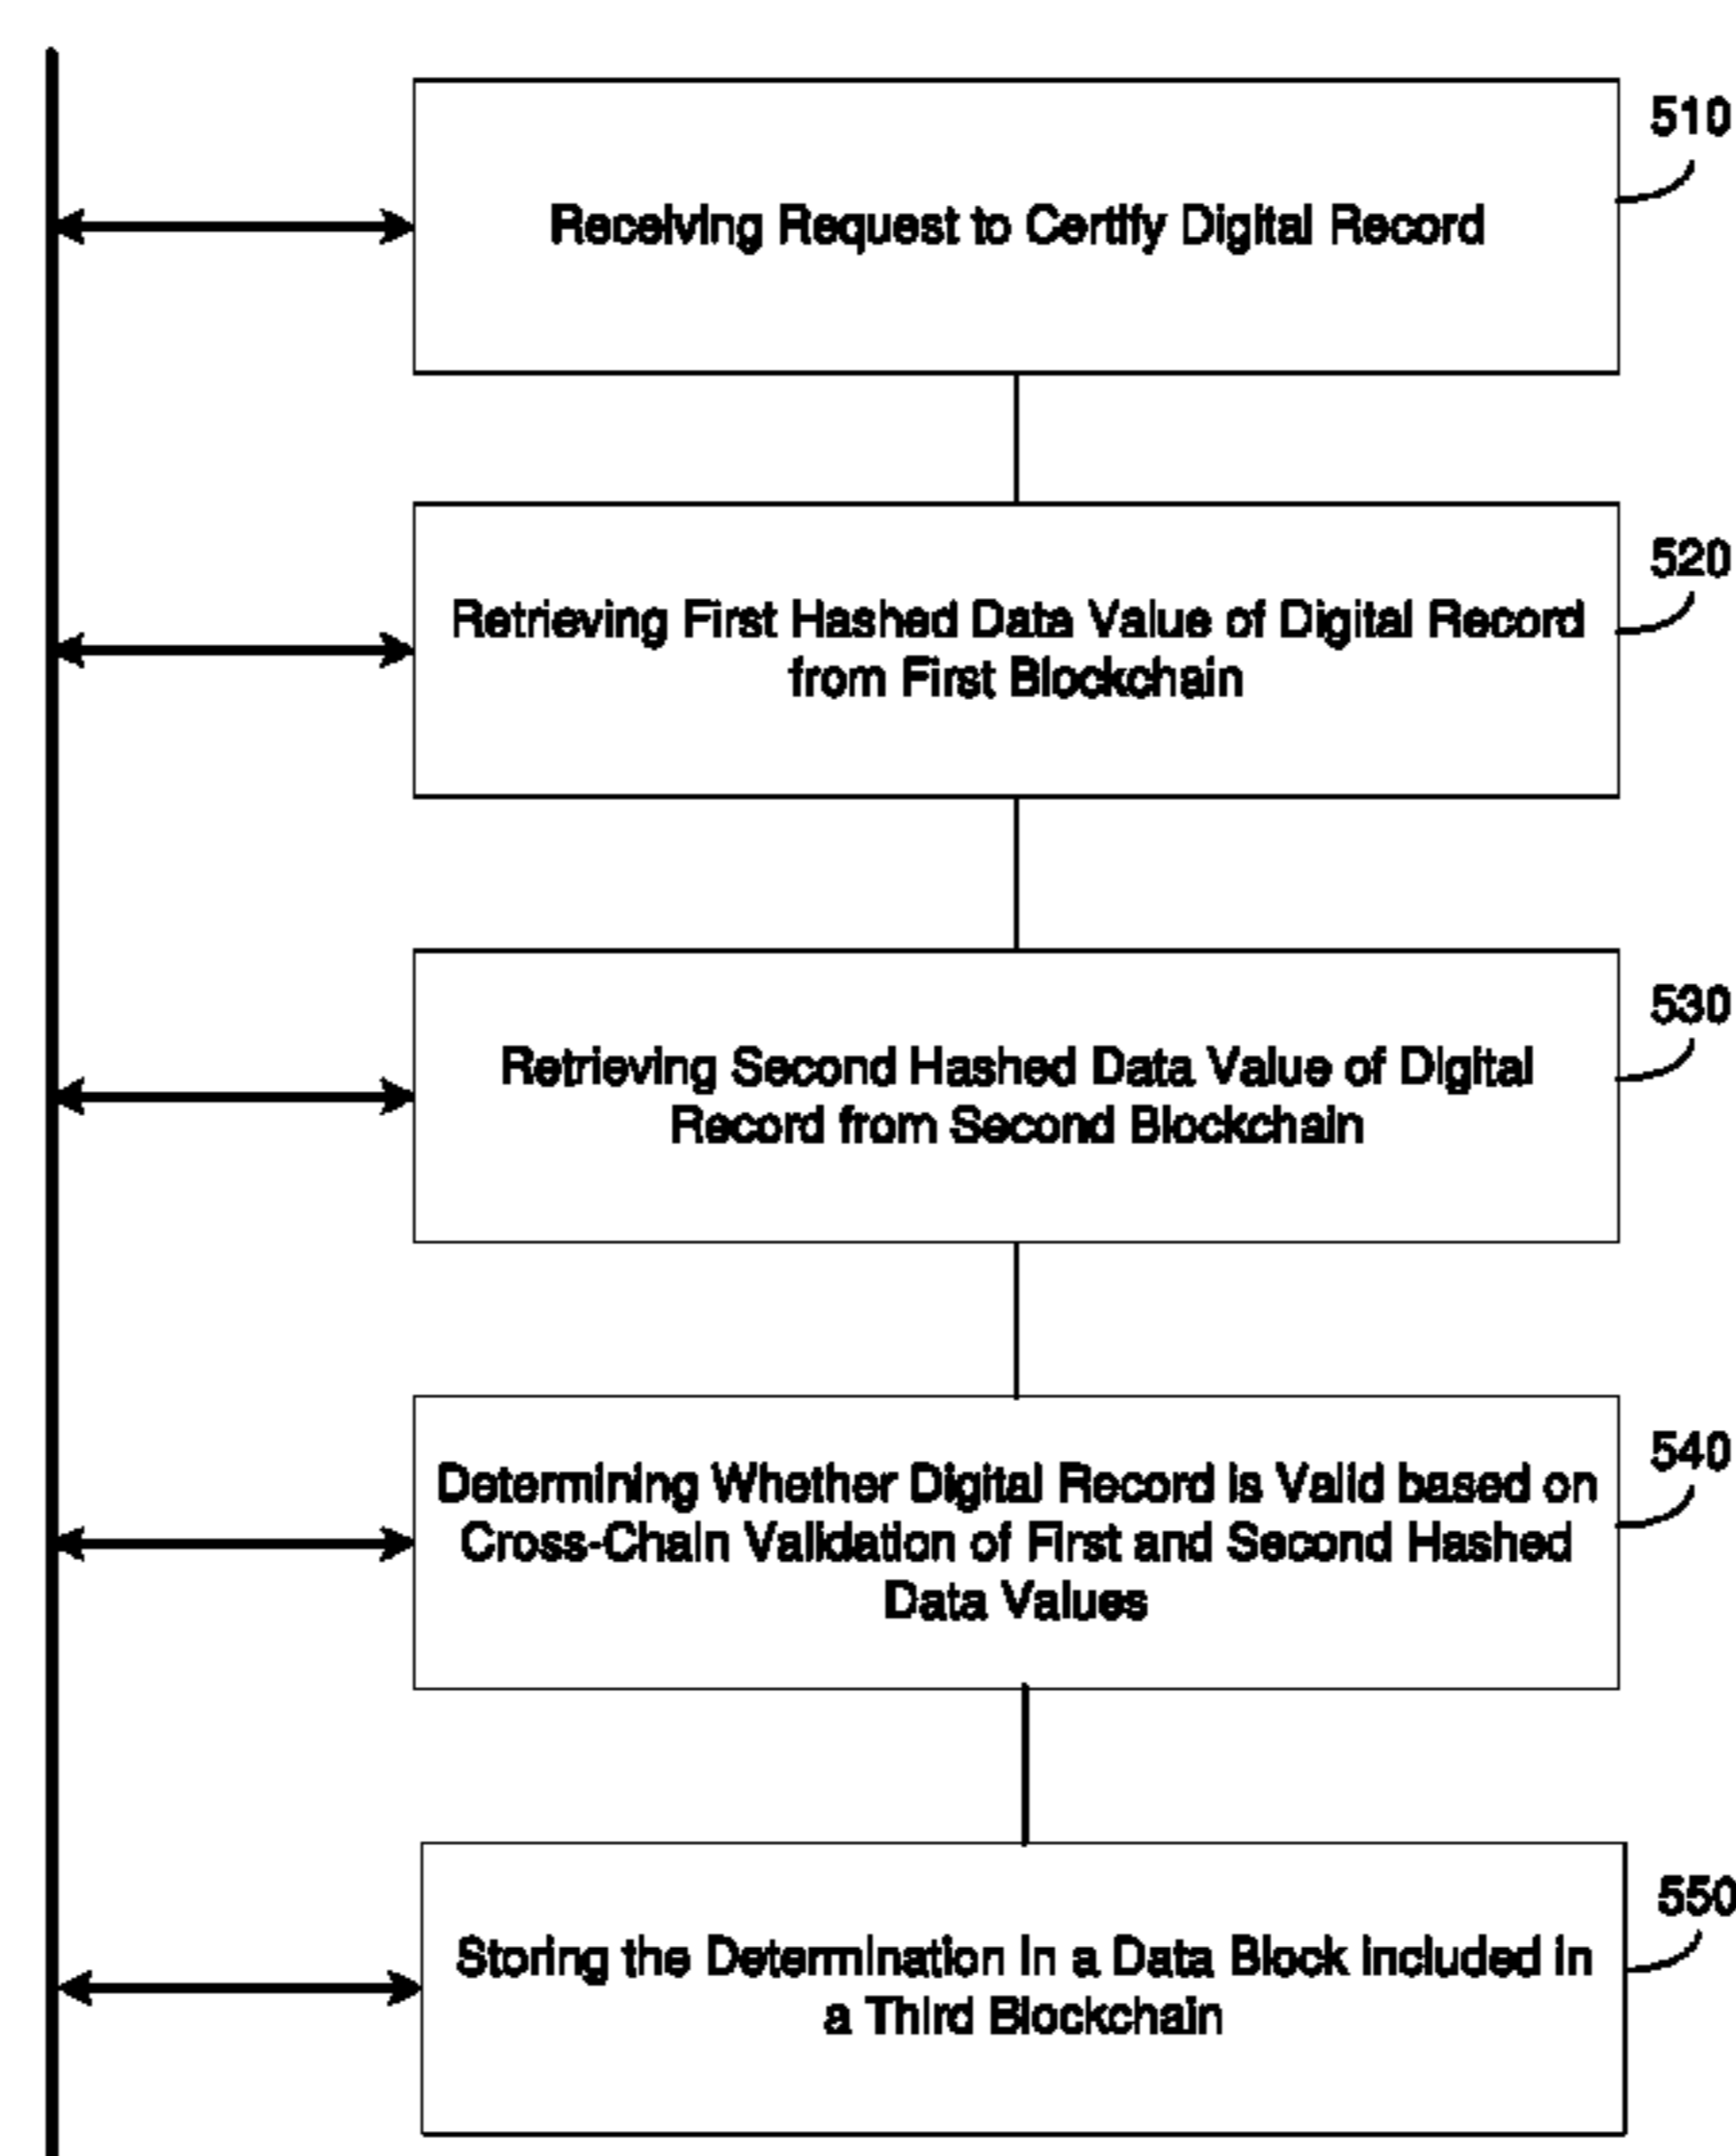 510
Receiving Request to Certify Digital Record
520
Retrieving First Hashed Data Value of Digital Record
from First Blockchain
530
Retrieving Second Hashed Data Value of Digital
Record from Second Blockchain
540
Determining Whether Digital Record is Valid based on
Cross-Chain Validation of First and Second Hashed
Data Values
550
Storing the Determination in a Data Block included in
a Third Blockchain